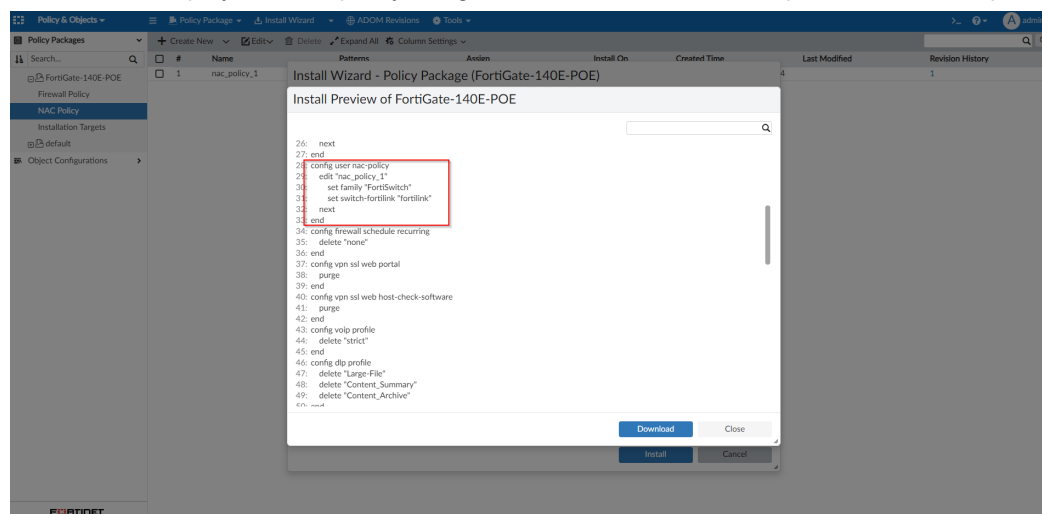 Policy & Objects
Policy Package
Install Wizard
ADOM Revisions
Tools
admin
Policy Packages
Create New
Edit
Delete
Expand All
Column Settings
Search...
# Name Patterns Assign Install On Created Time Last Modified Revision History
1 nac_policy_1 4 1
FortiGate-140E-POE
Firewall Policy
NAC Policy
Installation Targets
default
Object Configurations
Install Wizard - Policy Package (FortiGate-140E-POE)
Install Preview of FortiGate-140E-POE
26: next
27: end
28: config user nac-policy
29: edit "nac_policy_1"
30: set family "FortiSwitch"
31: set switch-fortilink "fortilink"
32: next
33: end
34: config firewall schedule recurring
35: delete "none"
36: end
37: config vpn ssl web portal
38: purge
39: end
40: config vpn ssl web host-check-software
41: purge
42: end
43: config voip profile
44: delete "strict"
45: end
46: config dlp profile
47: delete "Large-File"
48: delete "Content_Summary"
49: delete "Content_Archive"
50: end
Download
Close
Install
Cancel
FORTINET